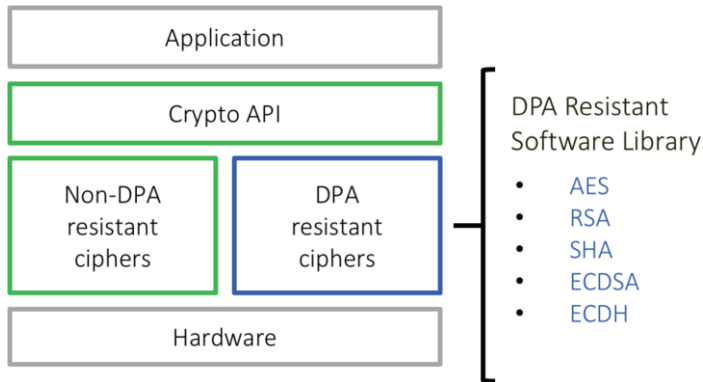 Application
Crypto API
Non-DPA
resistant
ciphers
DPA
resistant
ciphers
Hardware
DPA Resistant
Software Library
• AES
• RSA
• SHA
• ECDSA
• ECDH